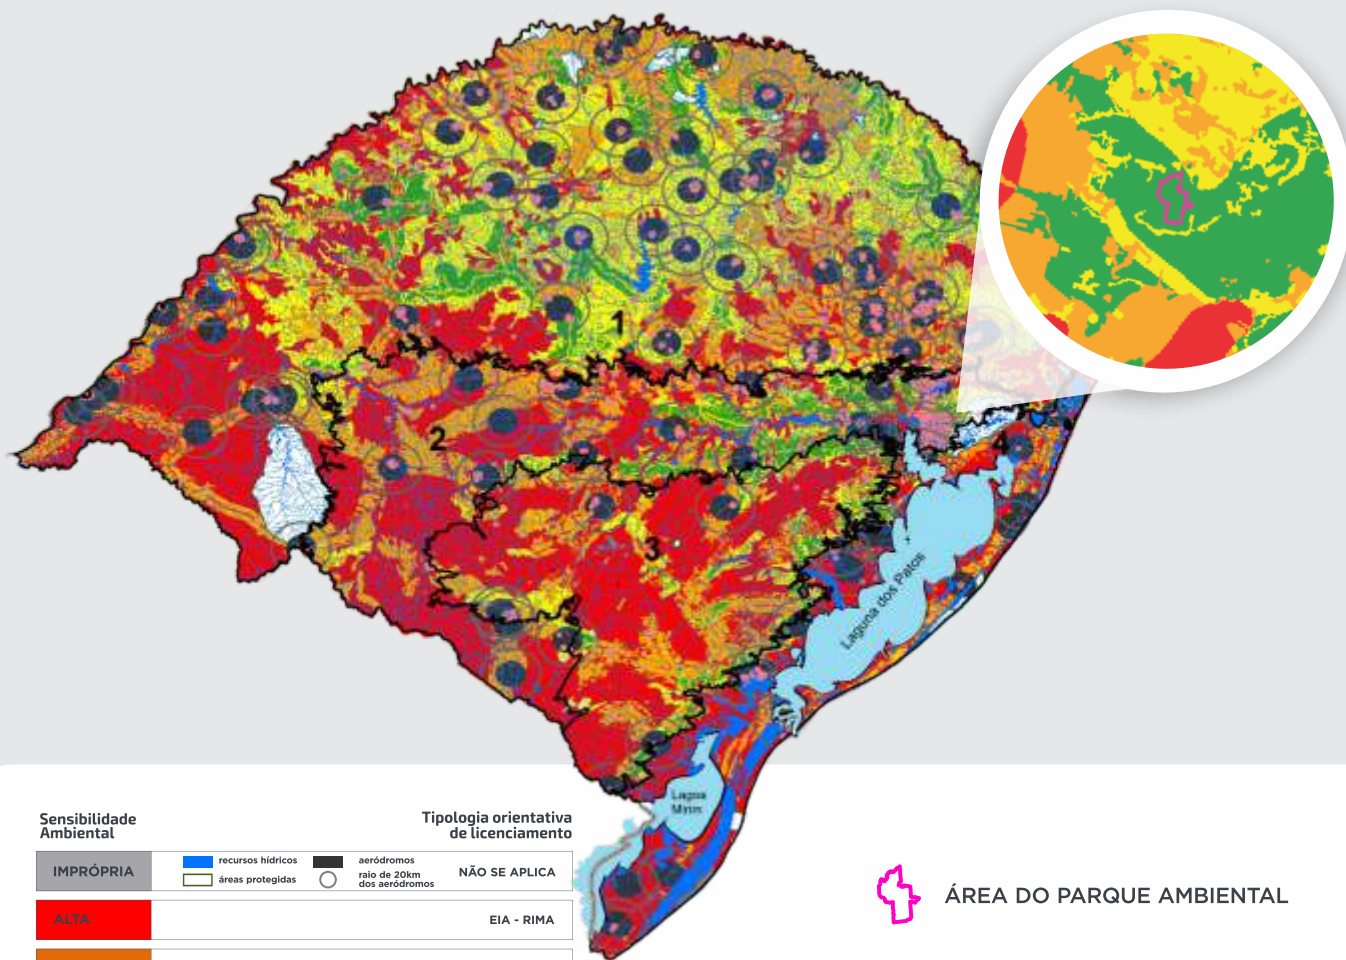 1
2
3
4
Laguna dos Patos
Lagoa
Mirim
Sensibilidade
Ambiental
Tipologia orientativa
de licenciamento
IMPRÓPRIA
recursos hídricos
aeródromos
áreas protegidas
raio de 20km
dos aeródromos
NÃO SE APLICA
ALTA
EIA - RIMA
ÁREA DO PARQUE AMBIENTAL